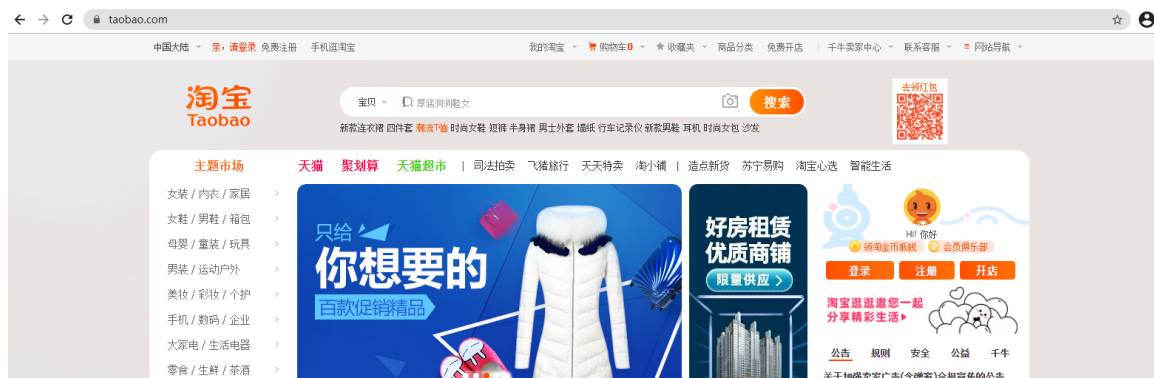 taobao.com
中国大陆 亲，请登录 免费注册 手机逛淘宝 我的淘宝 购物车0 收藏夹 商品分类 免费开店 千牛卖家中心 联系客服 网站导航
去领红包
淘宝
Taobao
宝贝 厚底洞洞鞋女 搜索
新款连衣裙 四件套 潮流T恤 时尚女鞋 短裤 半身裙 男士外套 墙纸 行车记录仪 新款男鞋 耳机 时尚女包 沙发
主题市场 天猫 聚划算 天猫超市 | 司法拍卖 飞猪旅行 天天特卖 淘小铺 | 造点新货 苏宁易购 淘宝心选 智能生活
女装 / 内衣 / 家居
女鞋 / 男鞋 / 箱包
母婴 / 童装 / 玩具
男装 / 运动户外
美妆 / 彩妆 / 个护
手机 / 数码 / 企业
大家电 / 生活电器
零食 / 生鲜 / 茶酒
只给
你想要的
百款促销精品
好房租赁
优质商铺
限量供应 >
Hi! 你好
领淘金币抵钱 会员俱乐部
登录 注册 开店
淘宝逛逛邀您一起
分享精彩生活
公告 规则 安全 公益 千牛